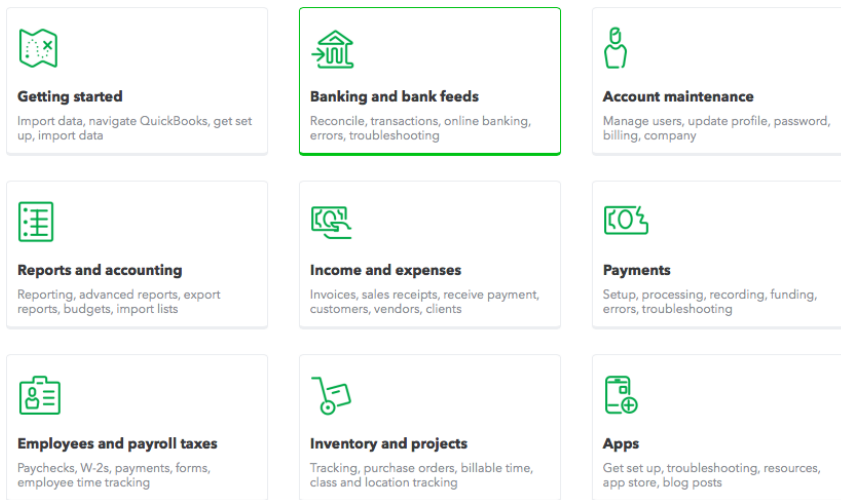 Getting started
Import data, navigate QuickBooks, get set
up, import data
Banking and bank feeds
Reconcile, transactions, online banking,
errors, troubleshooting
Account maintenance
Manage users, update profile, password,
billing, company
Reports and accounting
Reporting, advanced reports, export
reports, budgets, import lists
Income and expenses
Invoices, sales receipts, receive payment,
customers, vendors, clients
Payments
Setup, processing, recording, funding,
errors, troubleshooting
Employees and payroll taxes
Paychecks, W-2s, payments, forms,
employee time tracking
Inventory and projects
Tracking, purchase orders, billable time,
class and location tracking
Apps
Get set up, troubleshooting, resources,
app store, blog posts